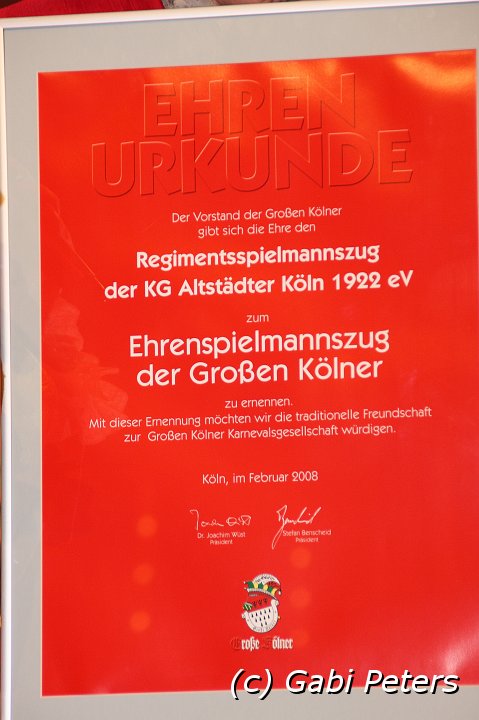 EHREN
URKUNDE
Der Vorstand der Großen Kölner
gibt sich die Ehre den
Regimentsspielmannszug
der KG Altstädter Köln 1922 eV
zum
Ehrenspielmannszug
der Großen Kölner
zu ernennen.
Mit dieser Ernennung möchten wir die traditionelle Freundschaft
zur Großen Kölner Karnevalsgesellschaft würdigen.
Köln, im Februar 2008
Dr. Joachim Wüst Stefan Benscheid
Präsident Präsident
Große Kölner
(c) Gabi Peters